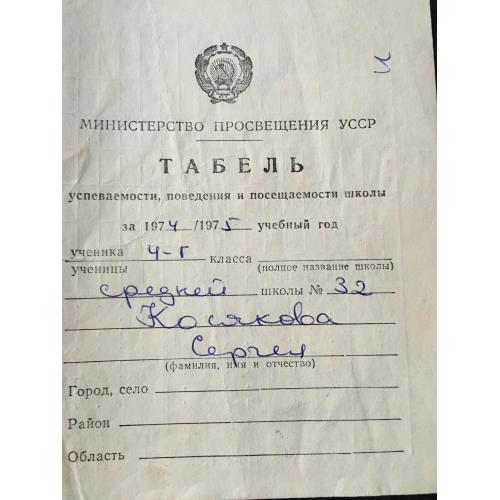 и
МИНИСТЕРСТВО ПРОСВЕЩЕНИЯ УССР
ТАБЕЛЬ
успеваемости, поведения и посещаемости школы
за 1974/1975 учебный год
ученика 4-Г класса
ученицы (полное название школы)
средней школы № 32
Косякова
Сергея
(фамилия, имя и отчество)
Город, село
Район
Область